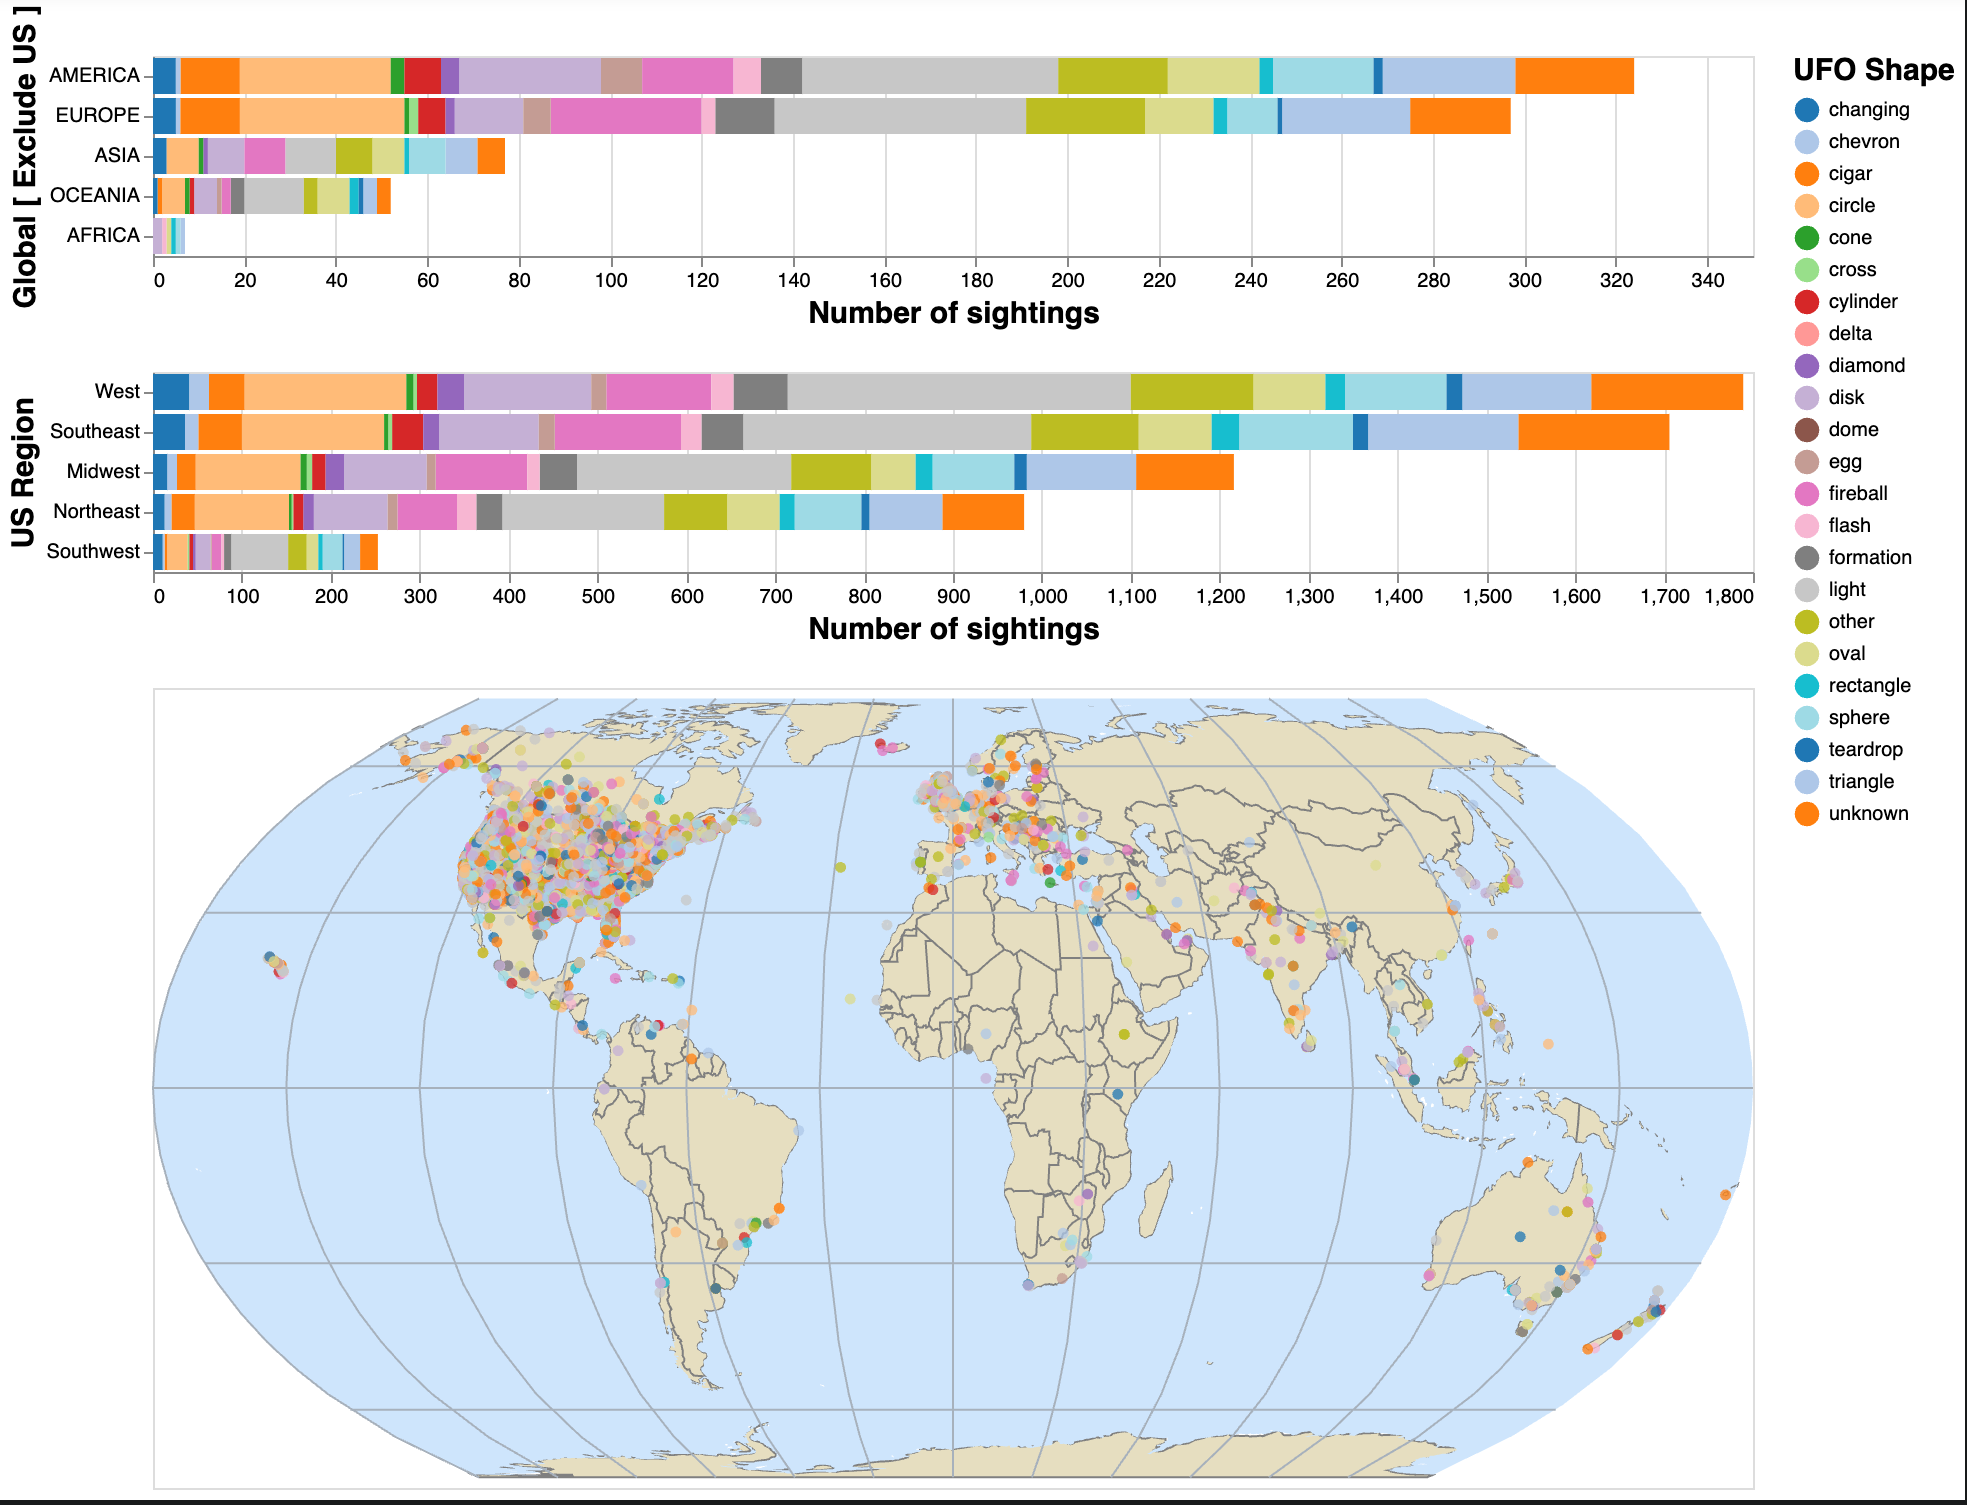 Global [ Exclude US ]
AMERICA
EUROPE
ASIA
OCEANIA
AFRICA
0 20 40 60 80 100 120 140 160 180 200 220 240 260 280 300 320 340
Number of sightings
US Region
West
Southeast
Midwest
Northeast
Southwest
0 100 200 300 400 500 600 700 800 900 1,000 1,100 1,200 1,300 1,400 1,500 1,600 1,700 1,800
Number of sightings
UFO Shape
changing
chevron
cigar
circle
cone
cross
cylinder
delta
diamond
disk
dome
egg
fireball
flash
formation
light
other
oval
rectangle
sphere
teardrop
triangle
unknown